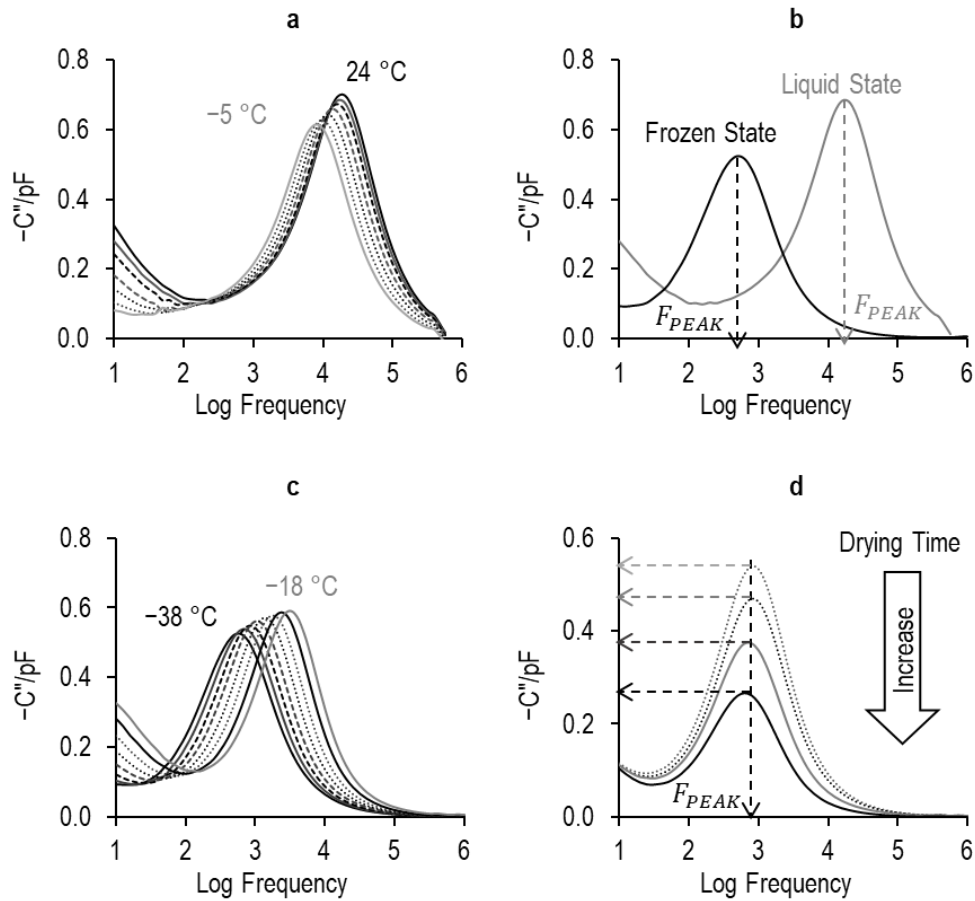 a
0.8
0.6
0.4
0.2
0.0
−C"/pF
−5 °C
24 °C
1 2 3 4 5 6
Log Frequency
b
0.8
0.6
0.4
0.2
0.0
−C"/pF
Liquid State
Frozen State
F_PEAK
F_PEAK
1 2 3 4 5 6
Log Frequency
c
0.8
0.6
0.4
0.2
0.0
−C"/pF
−38 °C
−18 °C
1 2 3 4 5 6
Log Frequency
d
0.6
0.4
0.2
0.0
−C"/pF
Drying Time
Increase
F_PEAK
1 2 3 4 5 6
Log Frequency